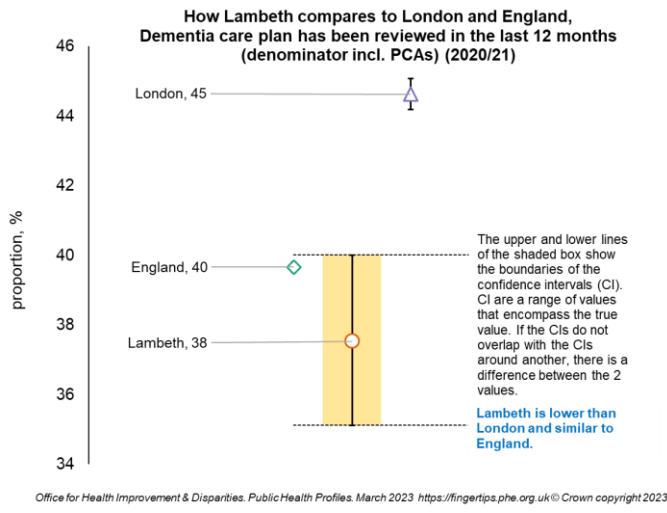 How Lambeth compares to London and England,
Dementia care plan has been reviewed in the last 12 months
(denominator incl. PCAs) (2020/21)
46
44
42
40
38
36
34
proportion, %
London, 45
England, 40
Lambeth, 38
The upper and lower lines
of the shaded box show
the boundaries of the
confidence intervals (CI).
CI are a range of values
that encompass the true
value. If the CIs do not
overlap with the CIs
around another, there is a
difference between the 2
values.
Lambeth is lower than
London and similar to
England.
Office for Health Improvement & Disparities. Public Health Profiles. March 2023 https://fingertips.phe.org.uk © Crown copyright 2023